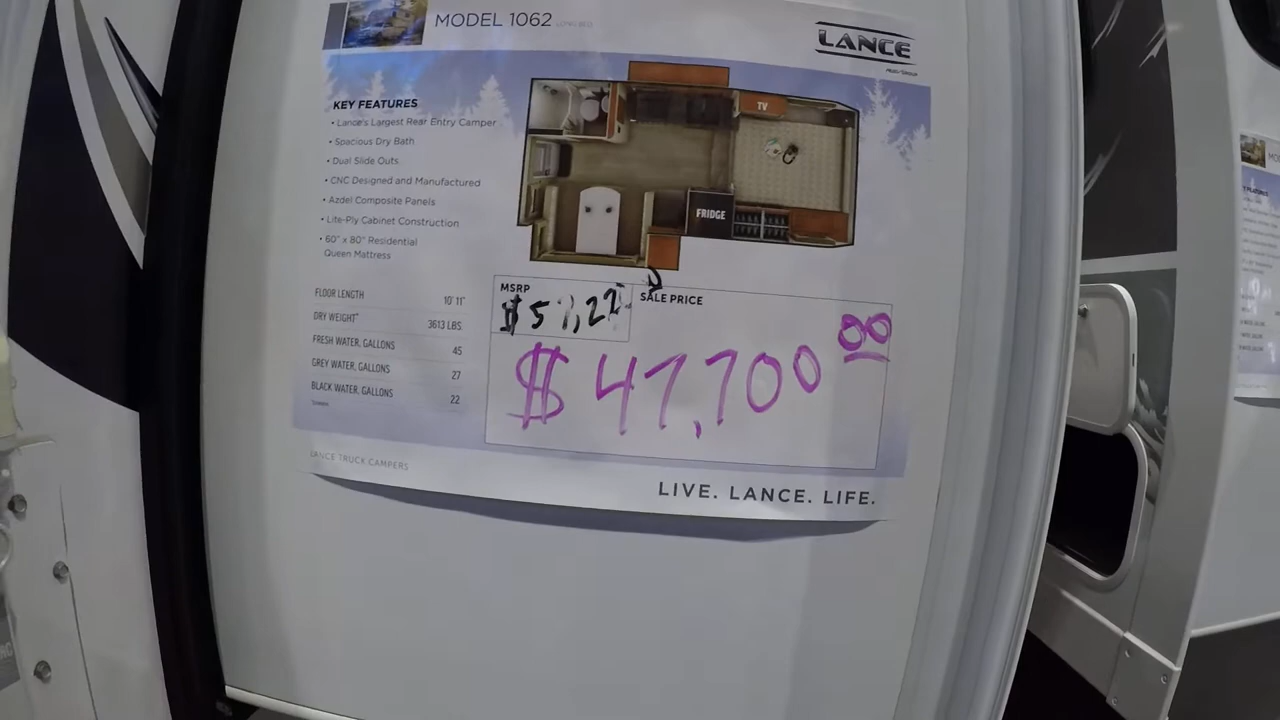 MODEL 1062 LONG BED
LANCE
KEY FEATURES
• Lance's Largest Rear Entry Camper
• Spacious Dry Bath
• Dual Slide Outs
• CNC Designed and Manufactured
• Azdel Composite Panels
• Lite-Ply Cabinet Construction
• 60" x 80" Residential
Queen Mattress
TV
FRIDGE
FLOOR LENGTH 10' 11"
DRY WEIGHT* 3613 LBS.
FRESH WATER, GALLONS 45
GREY WATER, GALLONS 27
BLACK WATER, GALLONS 22
MSRP
SALE PRICE
$47,700 00
LANCE TRUCK CAMPERS
LIVE. LANCE. LIFE.